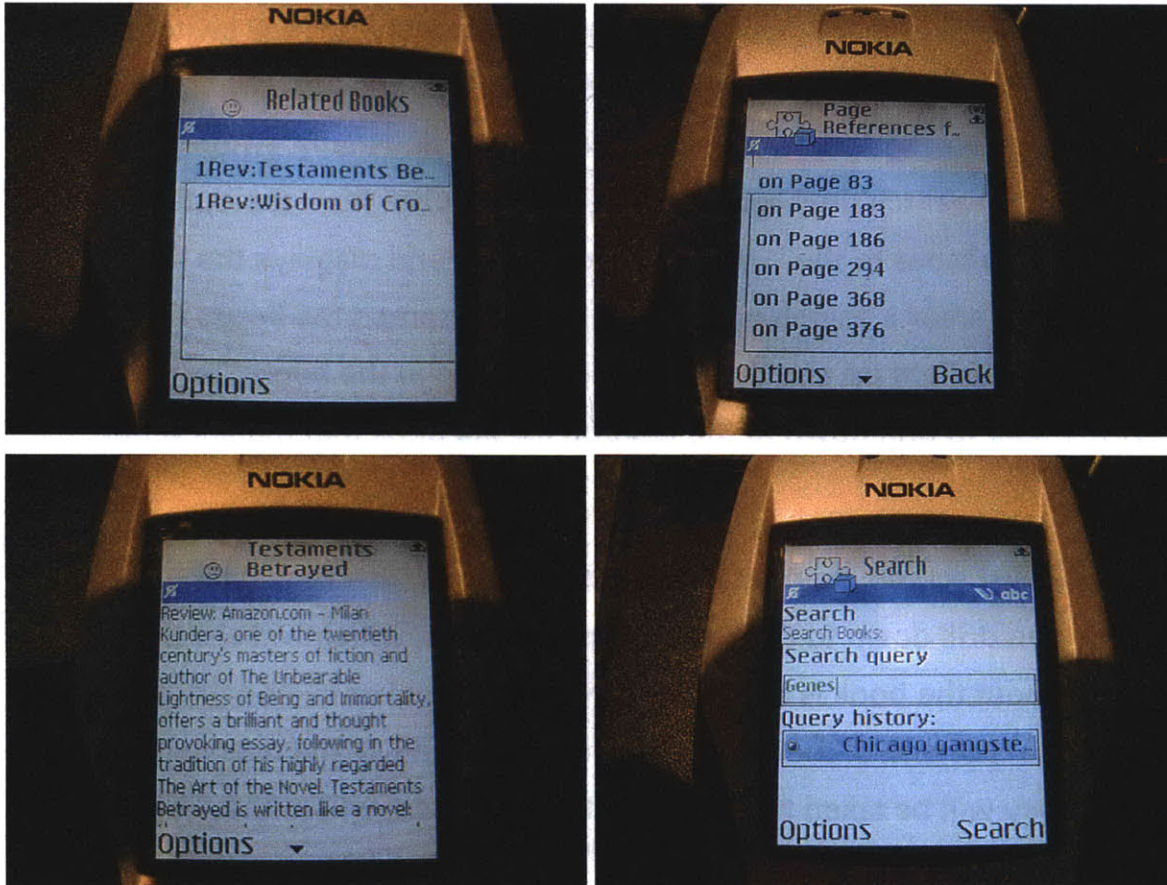 NOKIA
Related Books
1Rev:Testaments Be...
1Rev:Wisdom of Cro...
Options
NOKIA
Page
References f...
on Page 83
on Page 183
on Page 186
on Page 294
on Page 368
on Page 376
Options
Back
NOKIA
Testaments
Betrayed
Review: Amazon.com - Milan
Kundera, one of the twentieth
century's masters of fiction and
author of The Unbearable
Lightness of Being and Immortality,
offers a brilliant and thought
provoking essay, following in the
tradition of his highly regarded
The Art of the Novel. Testaments
Betrayed is written like a novel:
Options
NOKIA
Search
abc
Search
Search Books:
Search query
Genes
Query history:
Chicago gangste...
Options
Search